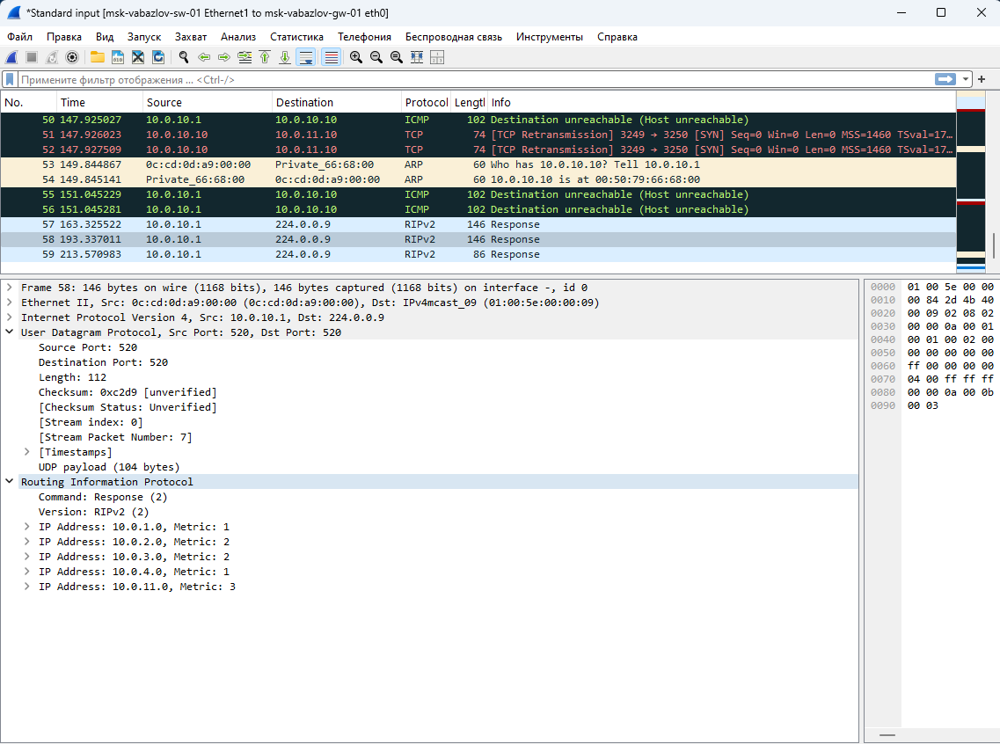 *Standard input [msk-vabazlov-sw-01 Ethernet1 to msk-vabazlov-gw-01 eth0]
Файл Правка Вид Запуск Захват Анализ Статистика Телефония Беспроводная связь Инструменты Справка
Примените фильтр отображения ... <Ctrl-/>
No. Time Source Destination Protocol Lengtl Info
50 147.925027 10.0.10.1 10.0.10.10 ICMP 102 Destination unreachable (Host unreachable)
51 147.926023 10.0.10.10 10.0.11.10 TCP 74 [TCP Retransmission] 3249 → 3250 [SYN] Seq=0 Win=0 Len=0 MSS=1460 TSval=17…
52 147.927509 10.0.10.10 10.0.11.10 TCP 74 [TCP Retransmission] 3249 → 3250 [SYN] Seq=0 Win=0 Len=0 MSS=1460 TSval=17…
53 149.844867 0c:cd:0d:a9:00:00 Private_66:68:00 ARP 60 Who has 10.0.10.10? Tell 10.0.10.1
54 149.845141 Private_66:68:00 0c:cd:0d:a9:00:00 ARP 60 10.0.10.10 is at 00:50:79:66:68:00
55 151.045229 10.0.10.1 10.0.10.10 ICMP 102 Destination unreachable (Host unreachable)
56 151.045281 10.0.10.1 10.0.10.10 ICMP 102 Destination unreachable (Host unreachable)
57 163.325522 10.0.10.1 224.0.0.9 RIPv2 146 Response
58 193.337011 10.0.10.1 224.0.0.9 RIPv2 146 Response
59 213.570983 10.0.10.1 224.0.0.9 RIPv2 86 Response
Frame 58: 146 bytes on wire (1168 bits), 146 bytes captured (1168 bits) on interface -, id 0
Ethernet II, Src: 0c:cd:0d:a9:00:00 (0c:cd:0d:a9:00:00), Dst: IPv4mcast_09 (01:00:5e:00:00:09)
Internet Protocol Version 4, Src: 10.0.10.1, Dst: 224.0.0.9
User Datagram Protocol, Src Port: 520, Dst Port: 520
Source Port: 520
Destination Port: 520
Length: 112
Checksum: 0xc2d9 [unverified]
[Checksum Status: Unverified]
[Stream index: 0]
[Stream Packet Number: 7]
[Timestamps]
UDP payload (104 bytes)
Routing Information Protocol
Command: Response (2)
Version: RIPv2 (2)
IP Address: 10.0.1.0, Metric: 1
IP Address: 10.0.2.0, Metric: 2
IP Address: 10.0.3.0, Metric: 2
IP Address: 10.0.4.0, Metric: 1
IP Address: 10.0.11.0, Metric: 3
0000 01 00 5e 00 00
0010 00 84 2d 4b 40
0020 00 09 02 08 02
0030 00 00 0a 00 01
0040 00 01 00 02 00
0050 00 00 00 00 00
0060 ff 00 00 00 00
0070 04 00 ff ff ff
0080 00 00 0a 00 0b
0090 00 03